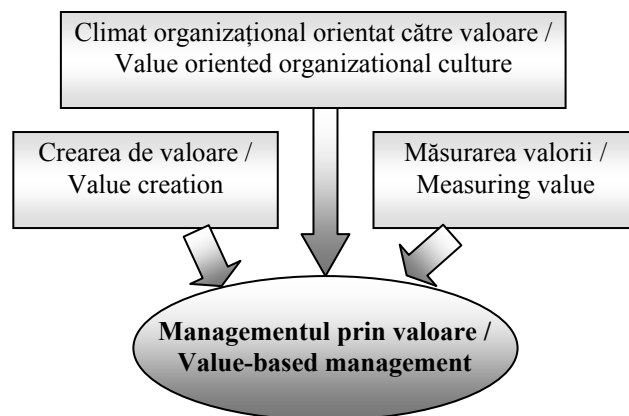 Climat organizațional orientat către valoare /
Value oriented organizational culture
Crearea de valoare /
Value creation
Măsurarea valorii /
Measuring value
Managementul prin valoare /
Value-based management